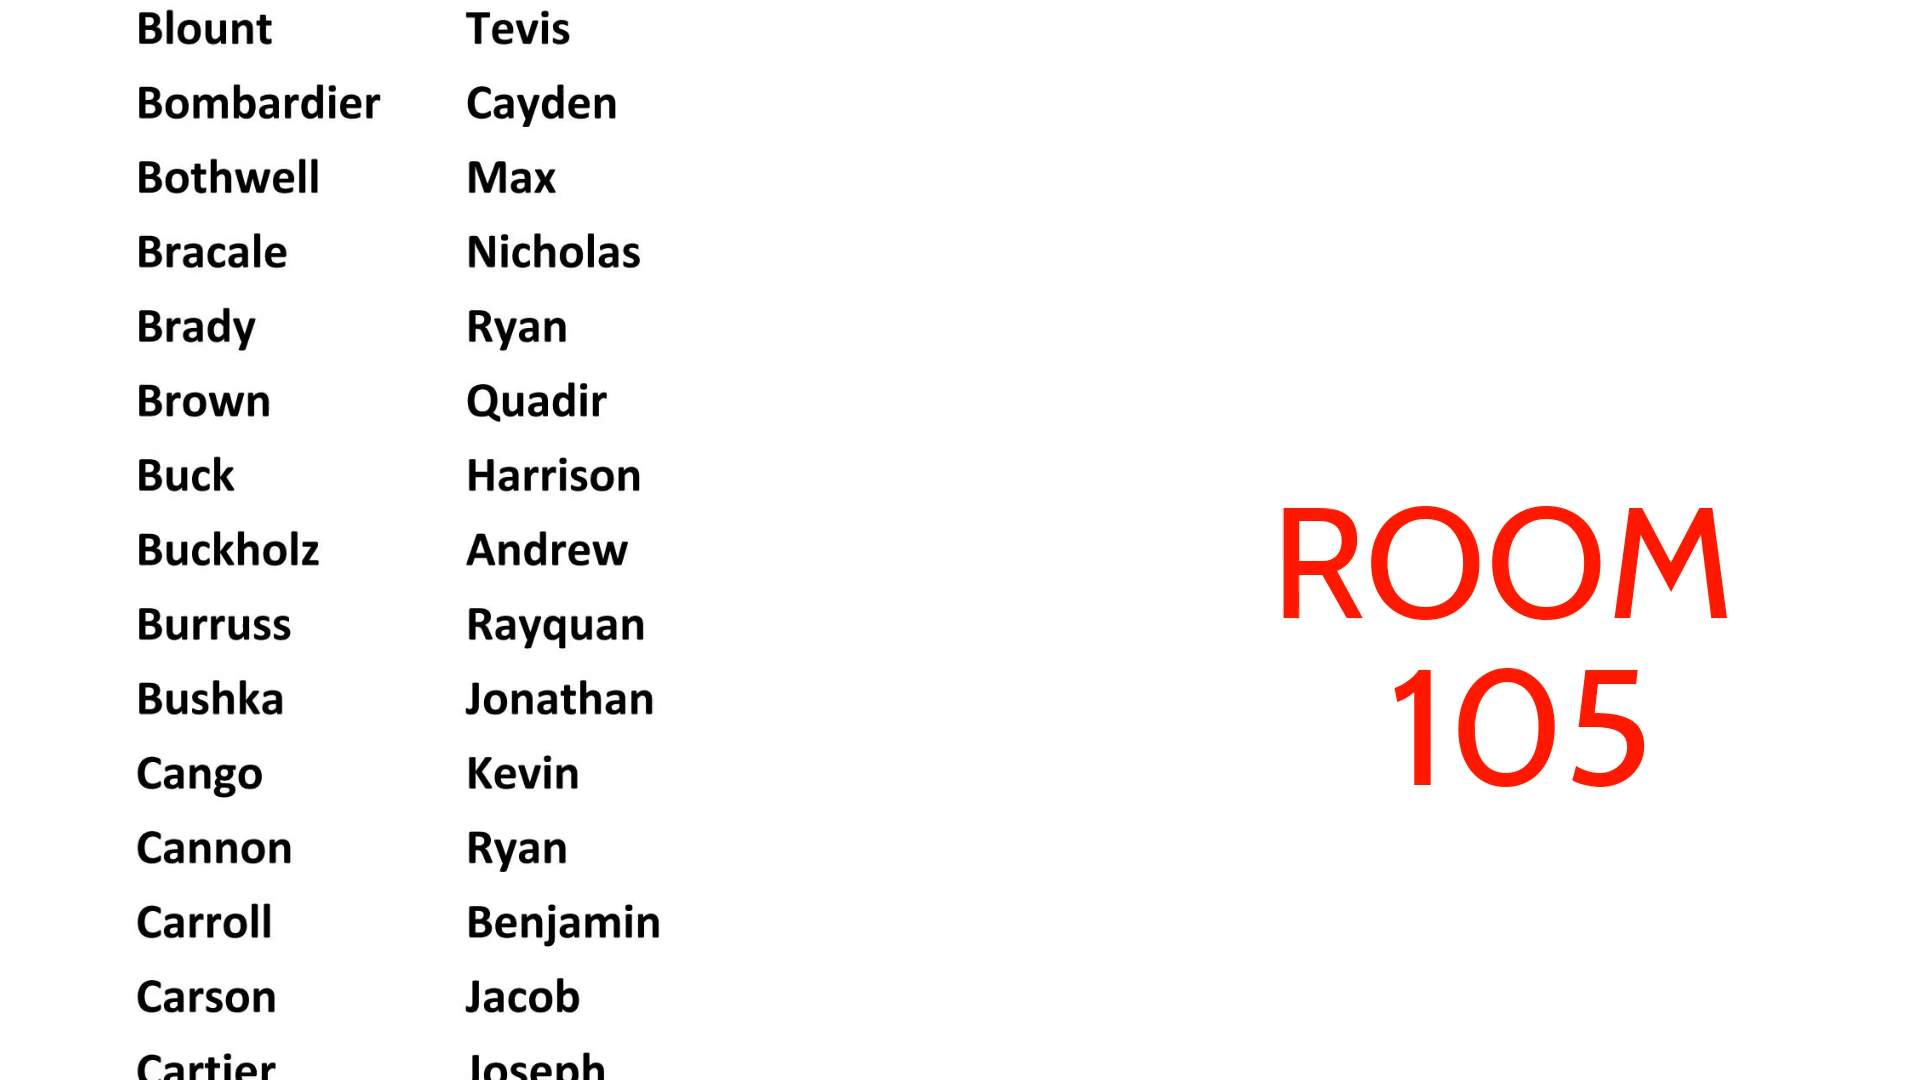 Blount Tevis
Bombardier Cayden
Bothwell Max
Bracale Nicholas
Brady Ryan
Brown Quadir
Buck Harrison
Buckholz Andrew
Burruss Rayquan
Bushka Jonathan
Cango Kevin
Cannon Ryan
Carroll Benjamin
Carson Jacob
Cartier Joseph
ROOM
105